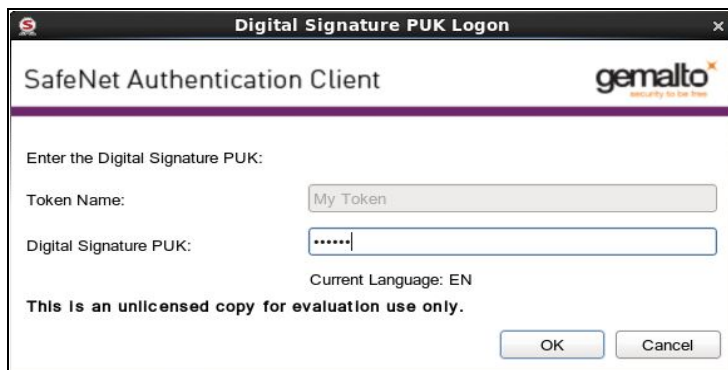 Digital Signature PUK Logon
SafeNet Authentication Client
gemalto
security to be free
Enter the Digital Signature PUK:
Token Name:
My Token
Digital Signature PUK:
••••••
Current Language: EN
This is an unlicensed copy for evaluation use only.
OK
Cancel